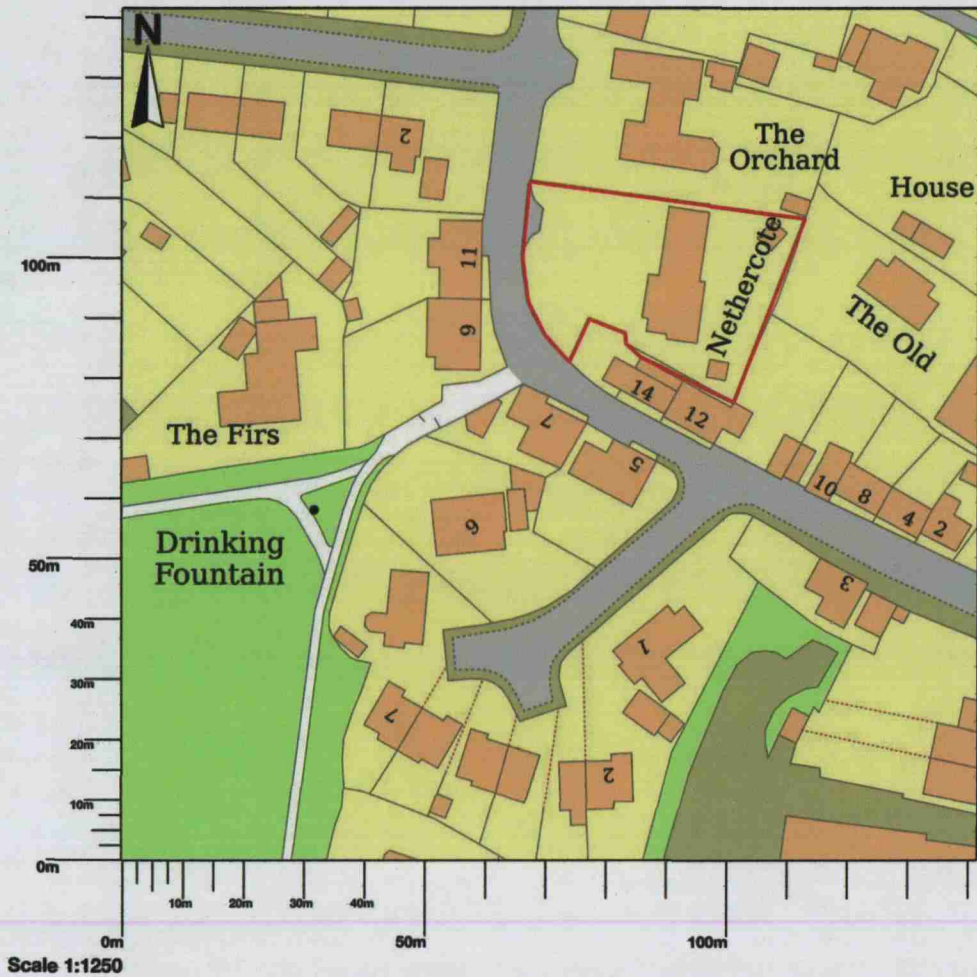 N
2
The
Orchard
House
11
100m
Nethercote
9
The Old
14
12
The Firs
7
5
10
8
4
2
6
Drinking
Fountain
50m
3
40m
1
30m
7
20m
2
10m
0m
10m
20m
30m
40m
0m
50m
100m
Scale 1:1250